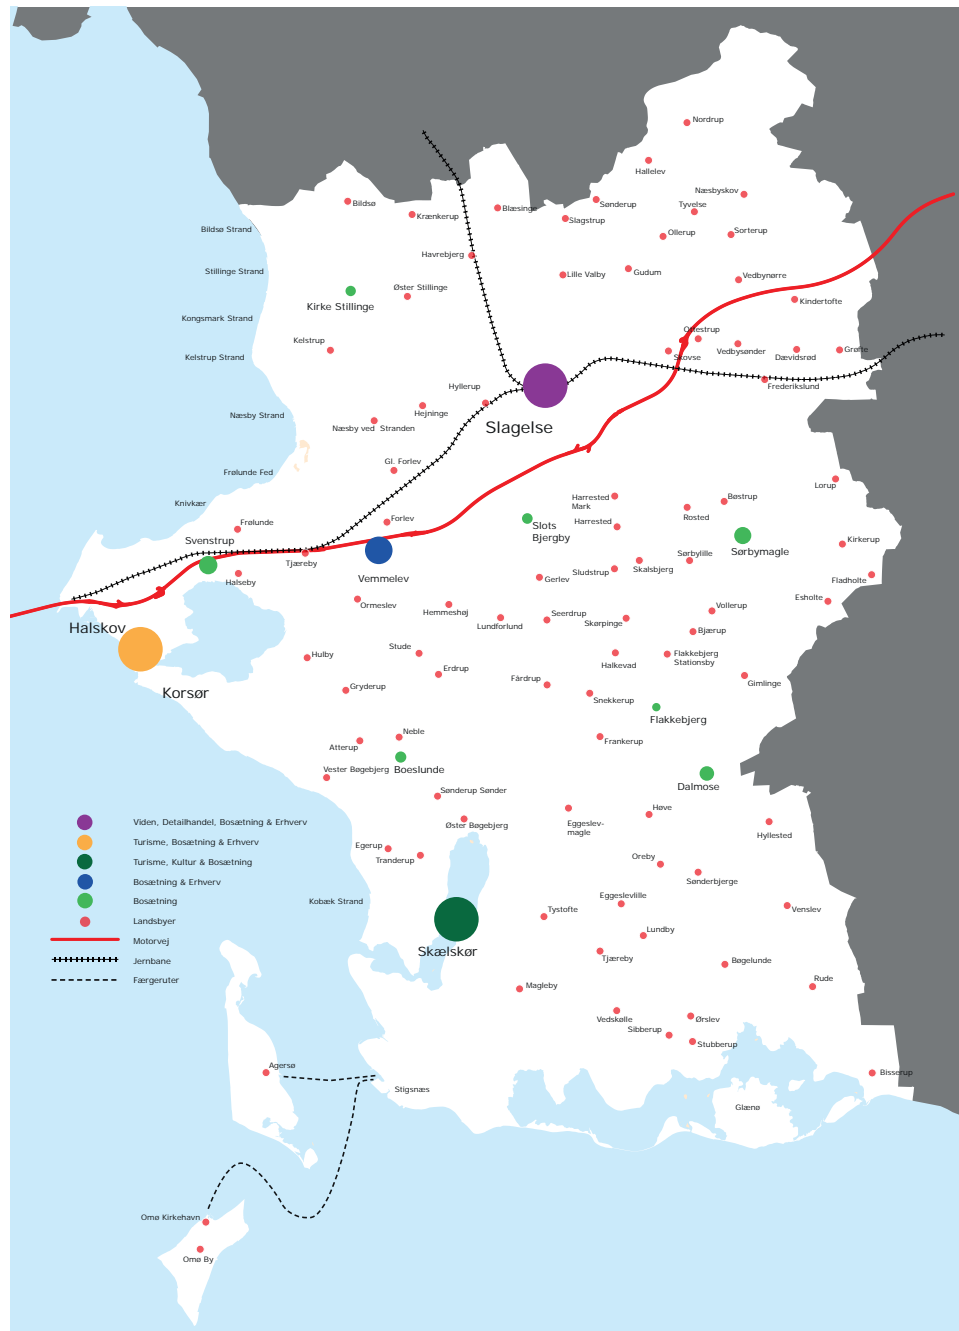 Nordrup
Hallelev
Næsbyskov
Bildsø
Sønderup
Tyvelse
Blæsinge
Krænkerup
Slagstrup
Bildsø Strand
Ollerup
Sorterup
Havrebjerg
Stillinge Strand
Lille Valby
Gudum
Vedbynørre
Øster Stillinge
Kirke Stillinge
Kindertofte
Kongsmark Strand
Ottestrup
Kelstrup
Kelstrup Strand
Skovse
Vedbysønder
Dævidsrød
Grøfte
Hyllerup
Frederikslund
Hejninge
Næsby Strand
Næsby ved Stranden
Slagelse
Gl. Forlev
Frølunde Fed
Lorup
Knivkær
Harrested
Mark
Bøstrup
Rosted
Frølunde
Forlev
Slots
Bjergby
Harrested
Svenstrup
Kirkerup
Sørbymagle
Tjæreby
Sørbylille
Skalsbjerg
Sludstrup
Vemmelev
Halseby
Gerlev
Fladholte
Esholte
Ormeslev
Hemmeshøj
Seerdrup
Vollerup
Lundforlund
Skørpinge
Halskov
Bjærup
Stude
Hulby
Flakkebjerg
Stationsby
Halkevad
Erdrup
Fårdrup
Gimlinge
Gryderup
Korsør
Snekkerup
Flakkebjerg
Neble
Frankerup
Atterup
Vester Bøgebjerg
Boeslunde
Dalmose
Sønderup Sønder
Høve
Viden, Detailhandel, Bosætning & Erhverv
Øster Bøgebjerg
Eggeslev-
magle
Hyllested
Turisme, Bosætning & Erhverv
Egerup
Tranderup
Oreby
Turisme, Kultur & Bosætning
Bosætning & Erhverv
Sønderbjerge
Eggeslevlille
Bosætning
Kobæk Strand
Tystofte
Venslev
Landsbyer
Lundby
Motorvej
Skælskør
Tjæreby
Bøgelunde
Jernbane
Færgeruter
Magleby
Rude
Vedskølle
Ørslev
Sibberup
Stubberup
Agersø
Bisserup
Stigsnæs
Glænø
Omø Kirkehavn
Omø By